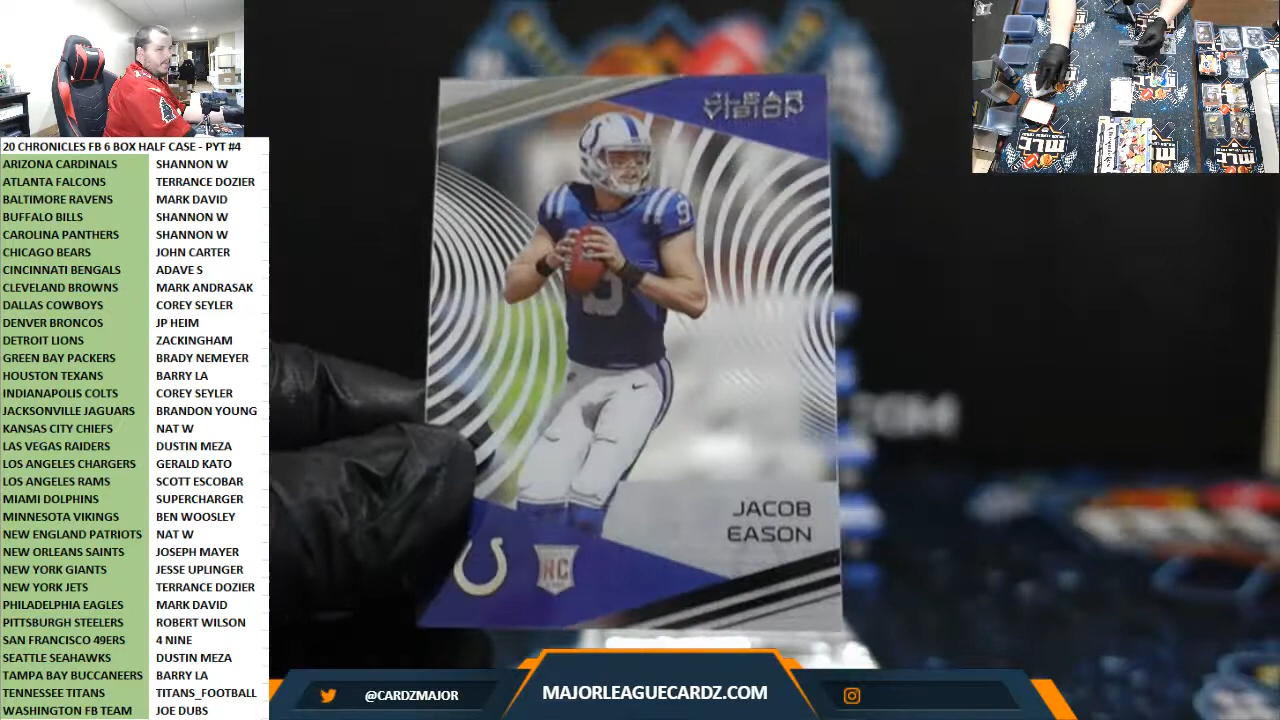 20 CHRONICLES FB 6 BOX HALF CASE - PYT #4
ARIZONA CARDINALS SHANNON W
ATLANTA FALCONS TERRANCE DOZIER
BALTIMORE RAVENS MARK DAVID
BUFFALO BILLS SHANNON W
CAROLINA PANTHERS SHANNON W
CHICAGO BEARS JOHN CARTER
CINCINNATI BENGALS ADAVE S
CLEVELAND BROWNS MARK ANDRASAK
DALLAS COWBOYS COREY SEYLER
DENVER BRONCOS JP HEIM
DETROIT LIONS ZACKINGHAM
GREEN BAY PACKERS BRADY NEMEYER
HOUSTON TEXANS BARRY LA
INDIANAPOLIS COLTS COREY SEYLER
JACKSONVILLE JAGUARS BRANDON YOUNG
KANSAS CITY CHIEFS NAT W
LAS VEGAS RAIDERS DUSTIN MEZA
LOS ANGELES CHARGERS GERALD KATO
LOS ANGELES RAMS SCOTT ESCOBAR
MIAMI DOLPHINS SUPERCHARGER
MINNESOTA VIKINGS BEN WOOSLEY
NEW ENGLAND PATRIOTS NAT W
NEW ORLEANS SAINTS JOSEPH MAYER
NEW YORK GIANTS JESSE UPLINGER
NEW YORK JETS TERRANCE DOZIER
PHILADELPHIA EAGLES MARK DAVID
PITTSBURGH STEELERS ROBERT WILSON
SAN FRANCISCO 49ERS 4 NINE
SEATTLE SEAHAWKS DUSTIN MEZA
TAMPA BAY BUCCANEERS BARRY LA
TENNESSEE TITANS TITANS_FOOTBALL
WASHINGTON FB TEAM JOE DUBS
CLEAR
VISION
9
JACOB
EASON
RC
@CARDZMAJOR
MAJORLEAGUECARDZ.COM
MLC
MLC